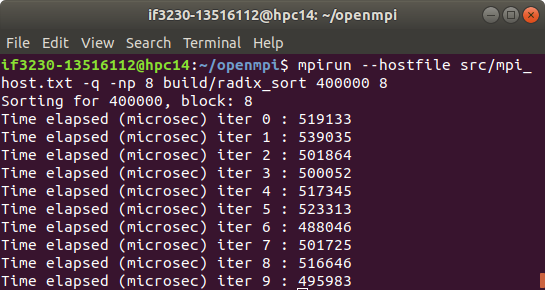 if3230-13516112@hpc14: ~/openmpi
File Edit View Search Terminal Help
if3230-13516112@hpc14:~/openmpi$ mpirun --hostfile src/mpi_
host.txt -q -np 8 build/radix_sort 400000 8
Sorting for 400000, block: 8
Time elapsed (microsec) iter 0 : 519133
Time elapsed (microsec) iter 1 : 539035
Time elapsed (microsec) iter 2 : 501864
Time elapsed (microsec) iter 3 : 500052
Time elapsed (microsec) iter 4 : 517345
Time elapsed (microsec) iter 5 : 523313
Time elapsed (microsec) iter 6 : 488046
Time elapsed (microsec) iter 7 : 501725
Time elapsed (microsec) iter 8 : 516646
Time elapsed (microsec) iter 9 : 495983